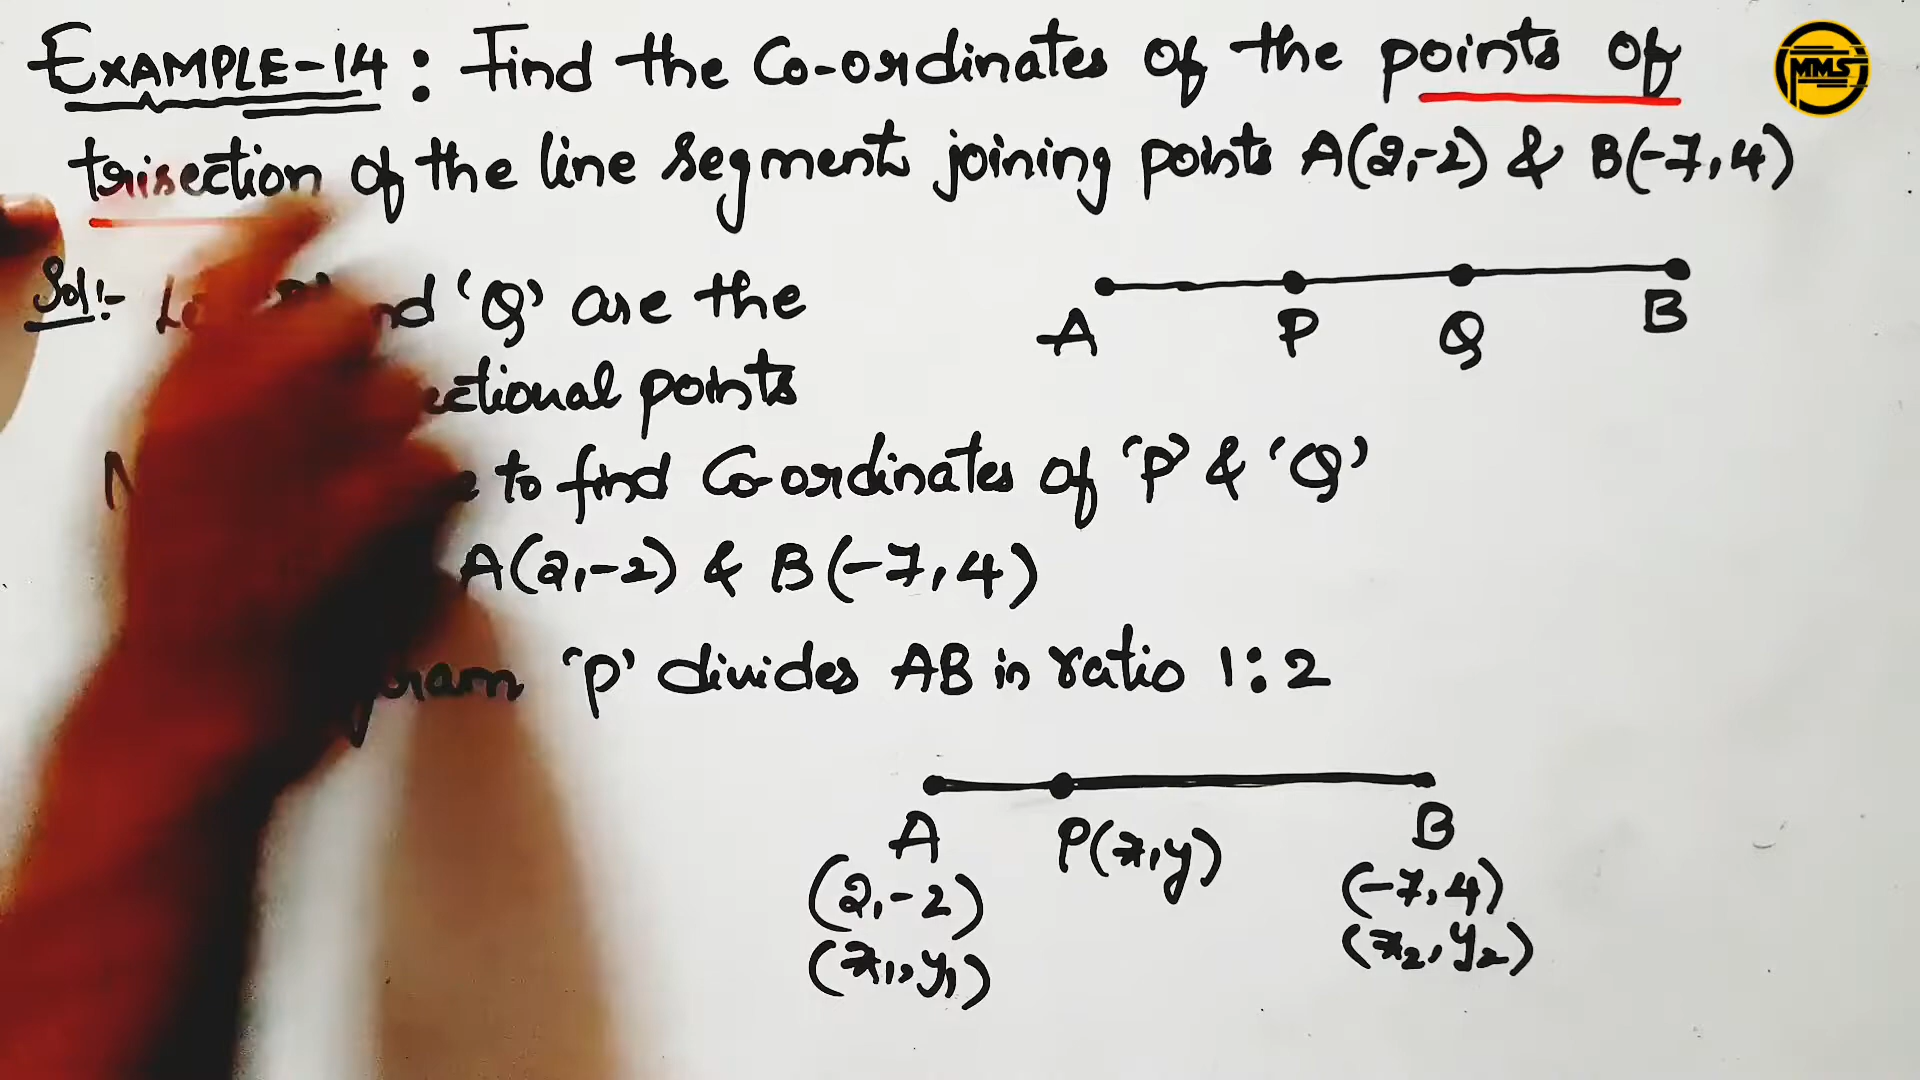 EXAMPLE-14: Find the Co-ordinates of the points of
trisection of the line segment joining points A(2,-2) & B(-7,4)
Sol:- 'Q' are the
points
to find Co-ordinates of 'P' & 'Q'
A(2,-2) & B(-7,4)
'P' divides AB in ratio 1:2
A P Q B
A P(x,y) B
(2,-2) (-7,4)
(x₁,y₁) (x₂,y₂)
MMS